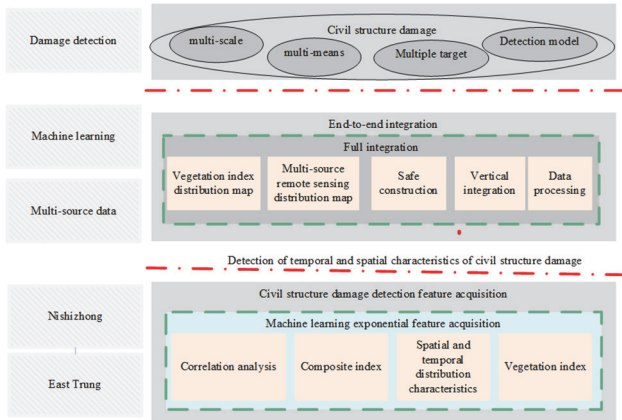 Damage detection
Civil structure damage
multi-scale
multi-means
Multiple target
Detection model
Machine learning
Multi-source data
End-to-end integration
Full integration
Vegetation index
distribution map
Multi-source
remote sensing
distribution map
Safe
construction
Vertical
integration
Data
processing
Detection of temporal and spatial characteristics of civil structure damage
Nishizhong
East Trung
Civil structure damage detection feature acquisition
Machine learning exponential feature acquisition
Correlation analysis
Composite index
Spatial and
temporal
distribution
characteristics
Vegetation index